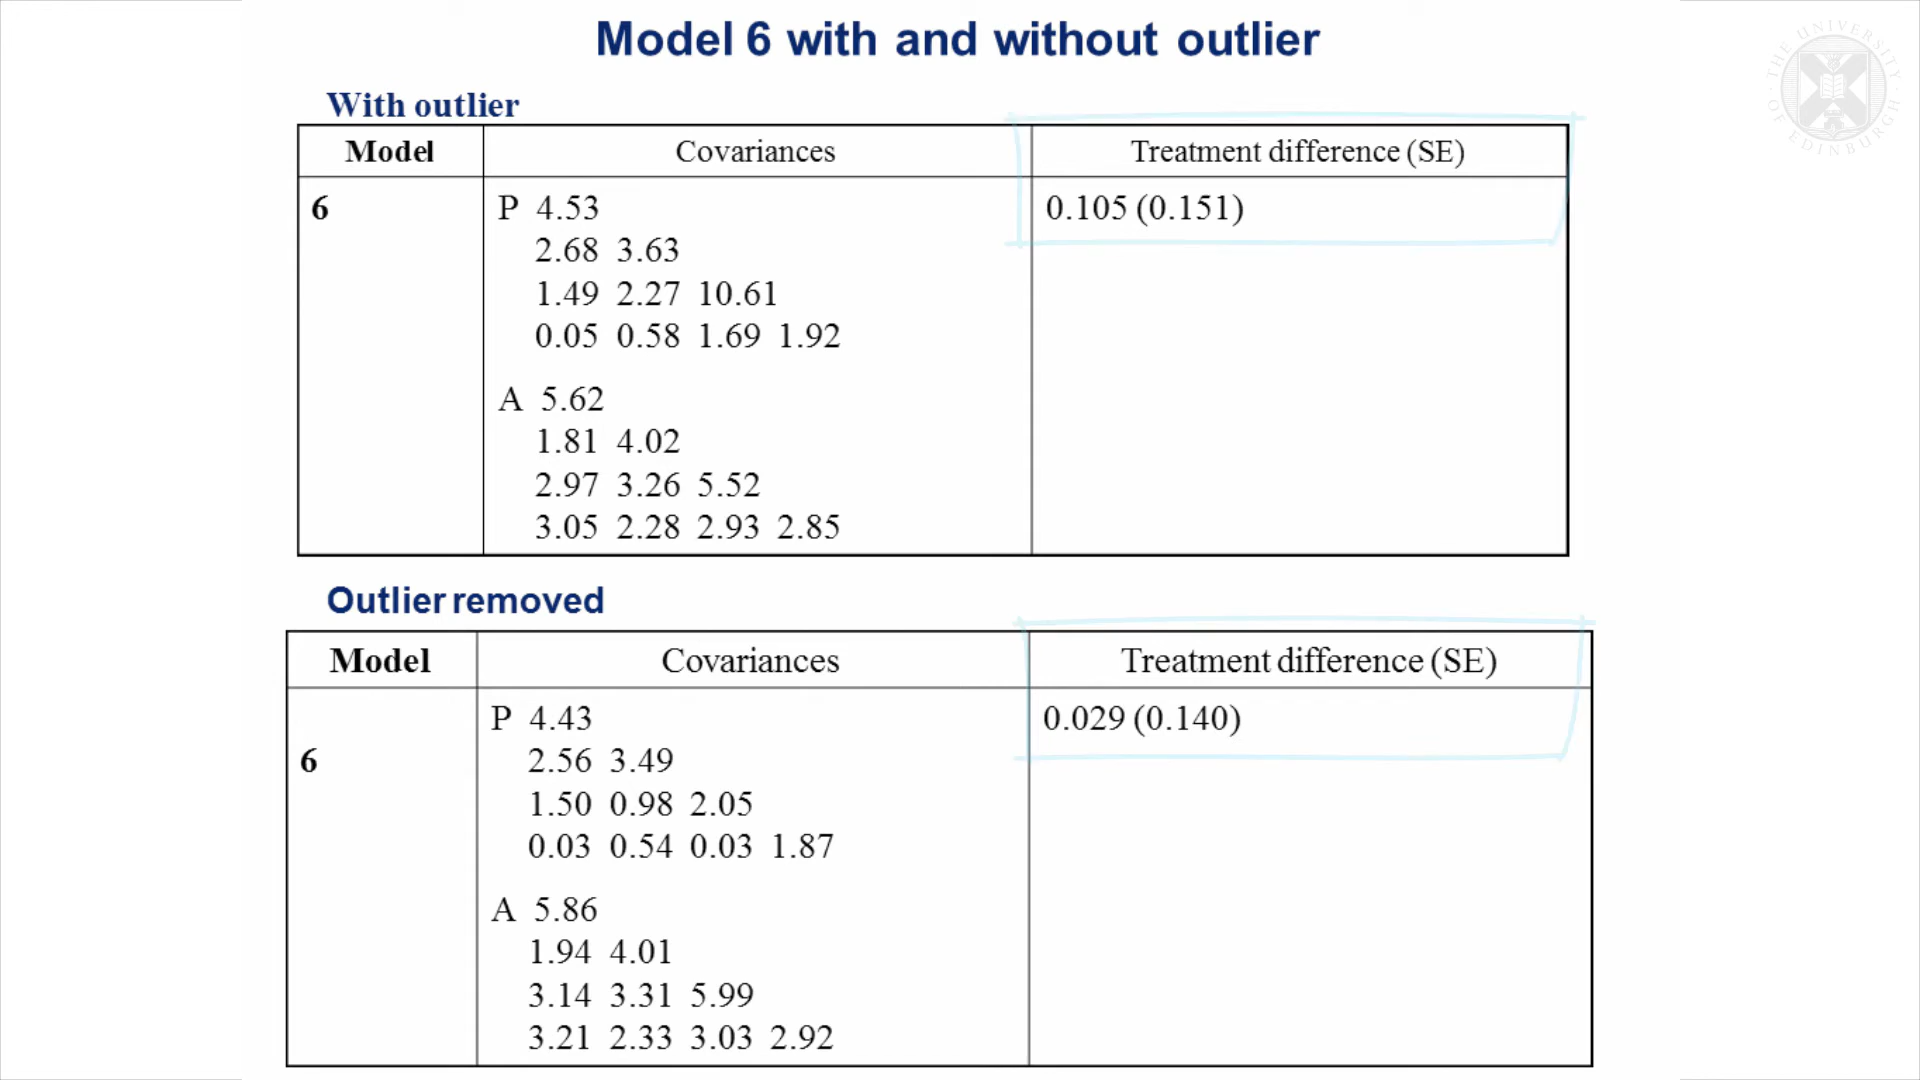 Model 6 with and without outlier
THE UNIVERSITY OF EDINBURGH
With outlier
Model Covariances Treatment difference (SE)
6 P 4.53 0.105 (0.151)
2.68 3.63
1.49 2.27 10.61
0.05 0.58 1.69 1.92
A 5.62
1.81 4.02
2.97 3.26 5.52
3.05 2.28 2.93 2.85
Outlier removed
Model Covariances Treatment difference (SE)
P 4.43 0.029 (0.140)
6 2.56 3.49
1.50 0.98 2.05
0.03 0.54 0.03 1.87
A 5.86
1.94 4.01
3.14 3.31 5.99
3.21 2.33 3.03 2.92